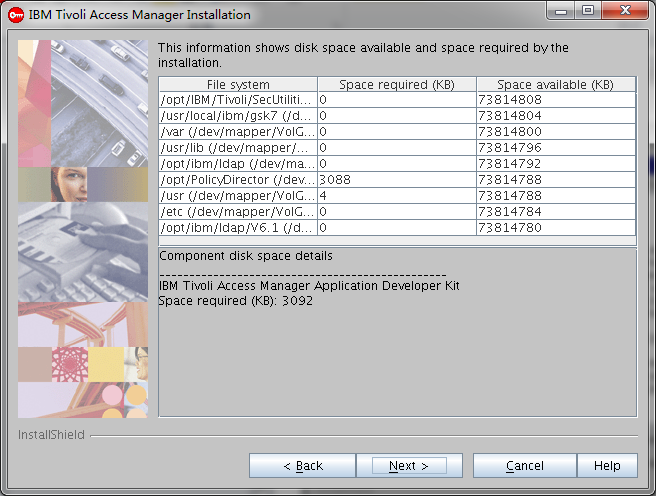 IBM Tivoli Access Manager Installation
This information shows disk space available and space required by the
installation.
File system Space required (KB) Space available (KB)
/opt/IBM/Tivoli/SecUtiliti... 0 73814808
/usr/local/ibm/gsk7 (/d... 0 73814804
/var (/dev/mapper/VolG... 0 73814800
/usr/lib (/dev/mapper/... 0 73814796
/opt/ibm/ldap (/dev/ma... 0 73814792
/opt/PolicyDirector (/dev... 3088 73814788
/usr (/dev/mapper/VolG... 4 73814788
/etc (/dev/mapper/VolG... 0 73814784
/opt/ibm/ldap/V6.1 (/d... 0 73814780
Component disk space details
------------------------------------------------
IBM Tivoli Access Manager Application Developer Kit
Space required (KB): 3092
InstallShield
< Back Next > Cancel Help